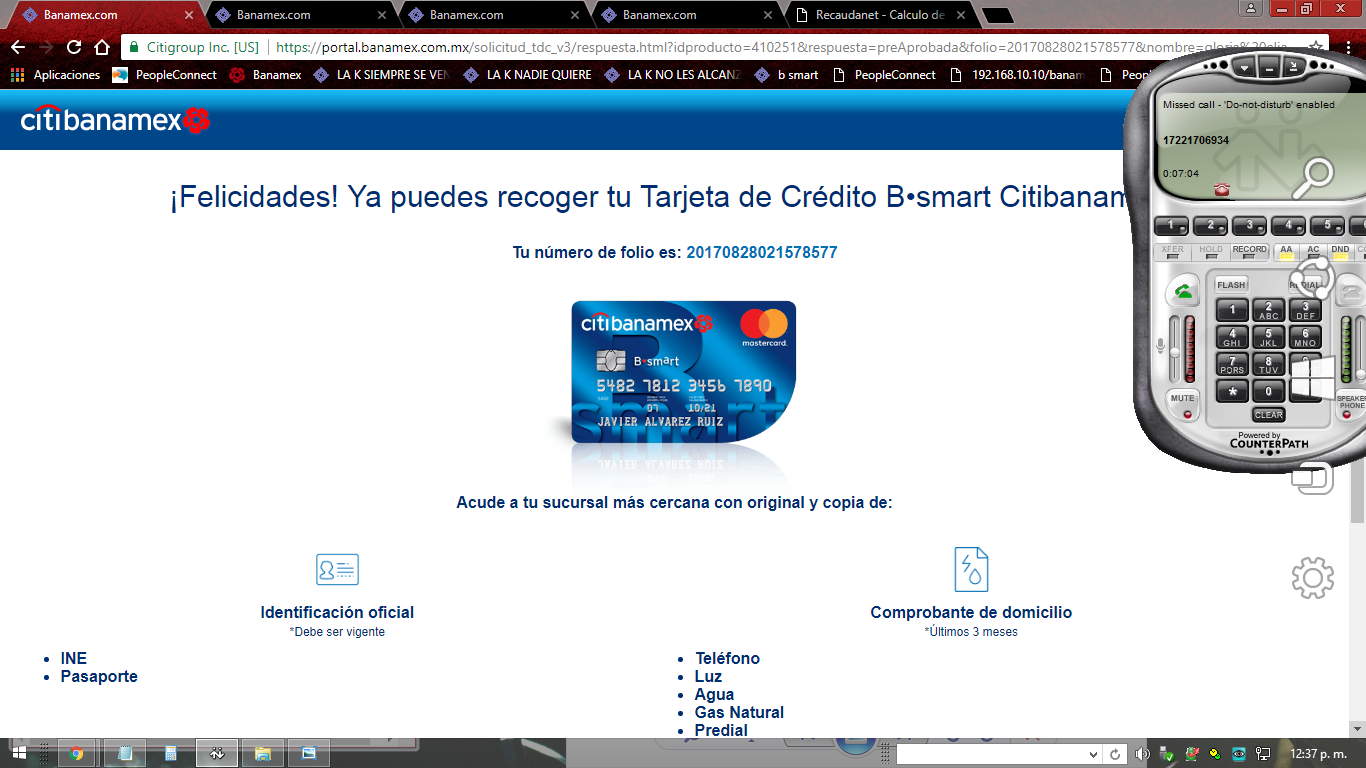 Banamex.com
Banamex.com
Banamex.com
Banamex.com
Recaudanet - Calculo de
Citigroup Inc. [US] https://portal.banamex.com.mx/solicitud_tdc_v3/respuesta.html?idproducto=410251&respuesta=preAprobada&folio=20170828021578577&nombre=gloria%20elia
Aplicaciones
PeopleConnect
Banamex
LA K SIEMPRE SE VEN
LA K NADIE QUIERE
LA K NO LES ALCANZ
b smart
PeopleConnect
192.168.10.10/banam
Peopl
citibanamex
¡Felicidades! Ya puedes recoger tu Tarjeta de Crédito B•smart Citibanam
Tu número de folio es: 20170828021578577
citibanamex
mastercard.
B•smart
5482 7812 3456 7890
07 10/21
JAVIER ALVAREZ RUIZ
smart
Acude a tu sucursal más cercana con original y copia de:
Identificación oficial
*Debe ser vigente
INE
Pasaporte
Comprobante de domicilio
*Últimos 3 meses
Teléfono
Luz
Agua
Gas Natural
Predial
Missed call - 'Do-not-disturb' enabled
17221706934
0:07:04
1 2 3 4 5
XFER HOLD RECORD AA AC DND
FLASH
1 2 ABC 3 DEF
4 GHI 5 JKL 6 MNO
7 PQRS 8 TUV
* 0
MUTE
CLEAR
SPEAKER PHONE
Powered by
COUNTERPATH
12:37 p. m.